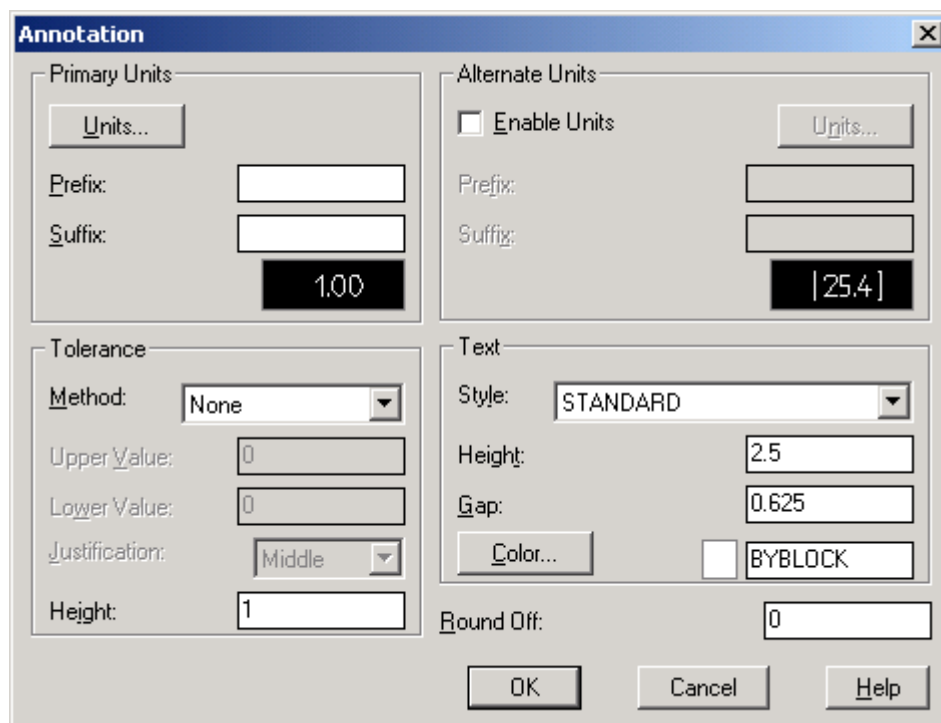 Annotation
Primary Units
Units...
Prefix:
Suffix:
1.00
Alternate Units
Enable Units
Units...
Prefix:
Suffix:
[25.4]
Tolerance
Method: None
Upper Value: 0
Lower Value: 0
Justification: Middle
Height: 1
Text
Style: STANDARD
Height: 2.5
Gap: 0.625
Color... BYBLOCK
Round Off: 0
OK Cancel Help